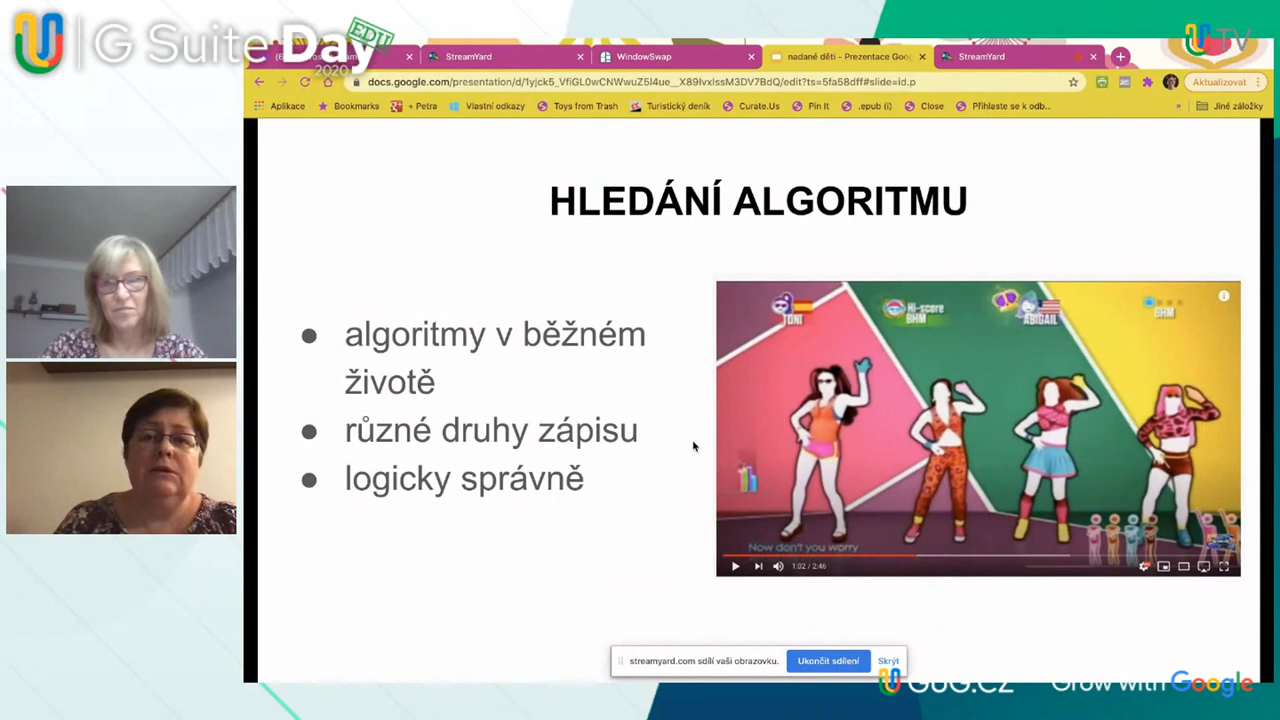 G Suite Day
EDU
2020
TV
StreamYard
WindowSwap
nadané děti - Prezentace Goo
StreamYard
docs.google.com/presentation/d/1yjck5_VfiGL0wCNWwuZ5I4ue__X89IvxIssM3DV7BdQ/edit?ts=5fa58dff#slide=id.p
Aktualizovat
Aplikace
Bookmarks
+ Petra
Vlastní odkazy
Toys from Trash
Turistický deník
Curate.Us
Pin It
.epub (i)
Close
Přihlaste se k odb...
»
Jiné záložky
HLEDÁNÍ ALGORITMU
● algoritmy v běžném
životě
● různé druhy zápisu
● logicky správně
TONI
Hi-score
BHM
ABIGAIL
BHM
Now don't you worry
1:02 / 2:46
streamyard.com sdílí vaši obrazovku.
Ukončit sdílení
Skrýt
GUG.CZ
Grow with Google